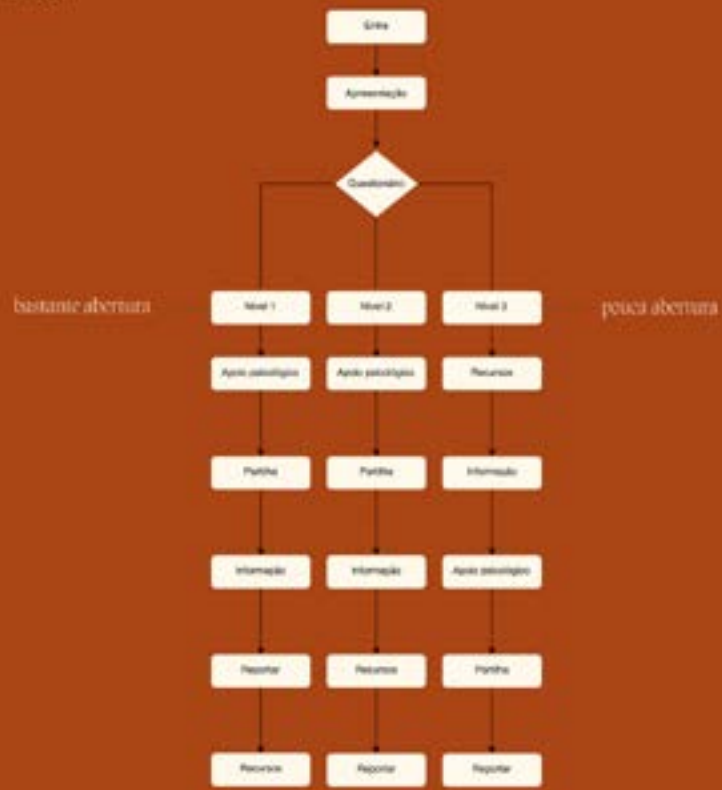 Entra
Apresentação
Questionário
bastante abertura
Nível 1
Nível 2
Nível 3
pouca abertura
Apoio psicológico
Apoio psicológico
Recursos
Partilha
Partilha
Informação
Informação
Informação
Apoio psicológico
Reportar
Recursos
Partilha
Recursos
Reportar
Reportar